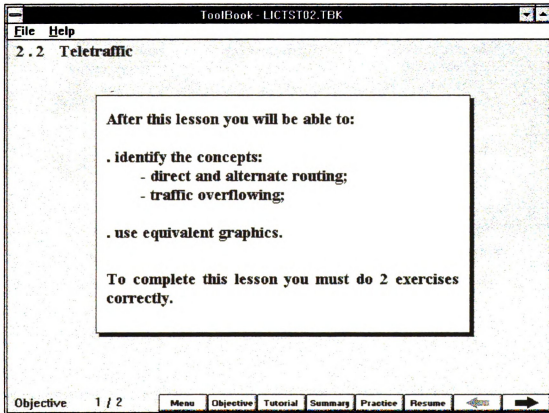 ToolBook - LICTST02.TBK
File Help
2.2 Teletraffic
After this lesson you will be able to:
. identify the concepts:
- direct and alternate routing;
- traffic overflowing;
. use equivalent graphics.
To complete this lesson you must do 2 exercises
correctly.
Objective 1 / 2 Menu Objective Tutorial Summary Practice Resume